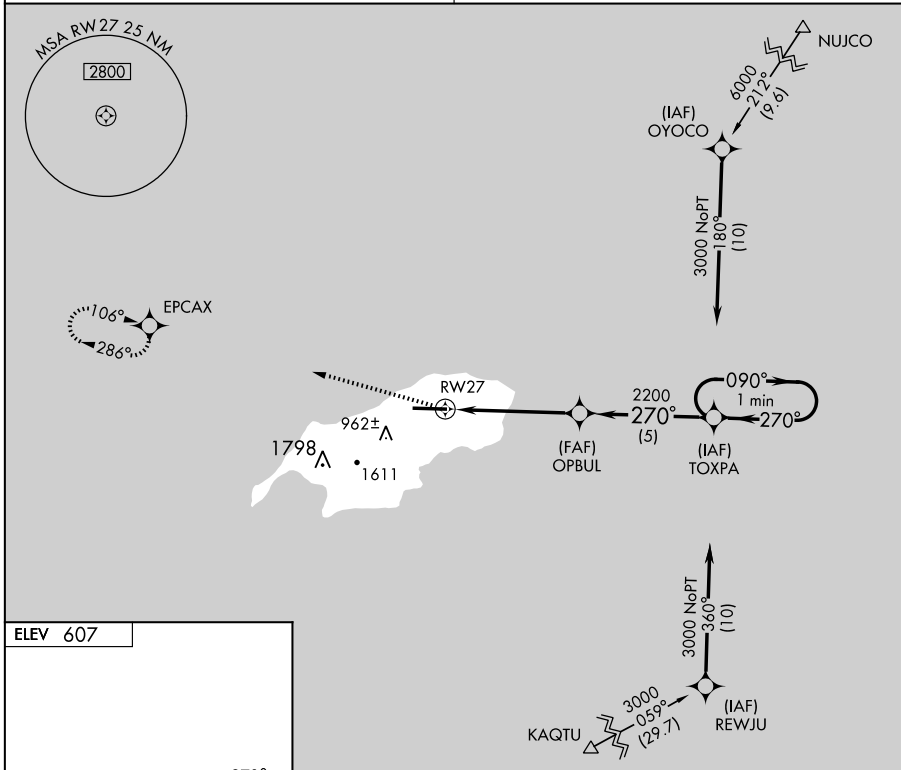 MSA RW27 25 NM
2800
NUJCO
6000
212°
(9.6)
(IAF)
OYOCO
3000 NoPT
180°
(10)
EPCAX
106°
286°
RW27
2200
270°
(5)
090°
1 min
270°
(FAF)
OPBUL
(IAF)
TOXPA
962±
1798
1611
3000 NoPT
360°
(10)
ELEV 607
3000
059°
(29.7)
KAQTU
(IAF)
REWJU